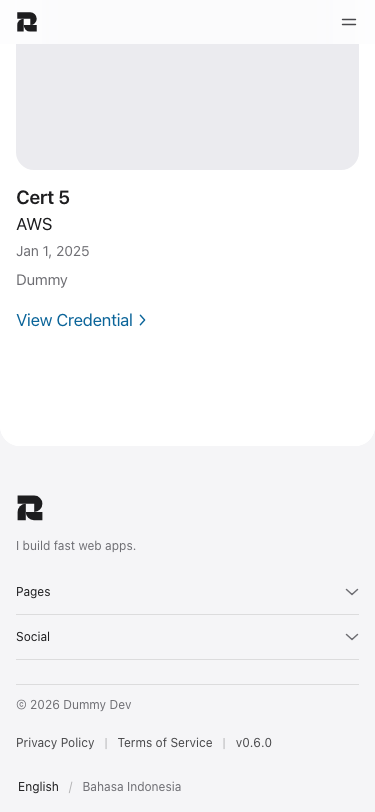 Cert 5
AWS
Jan 1, 2025
Dummy
View Credential
I build fast web apps.
Pages
Social
© 2026 Dummy Dev
Privacy Policy | Terms of Service | v0.6.0
English / Bahasa Indonesia